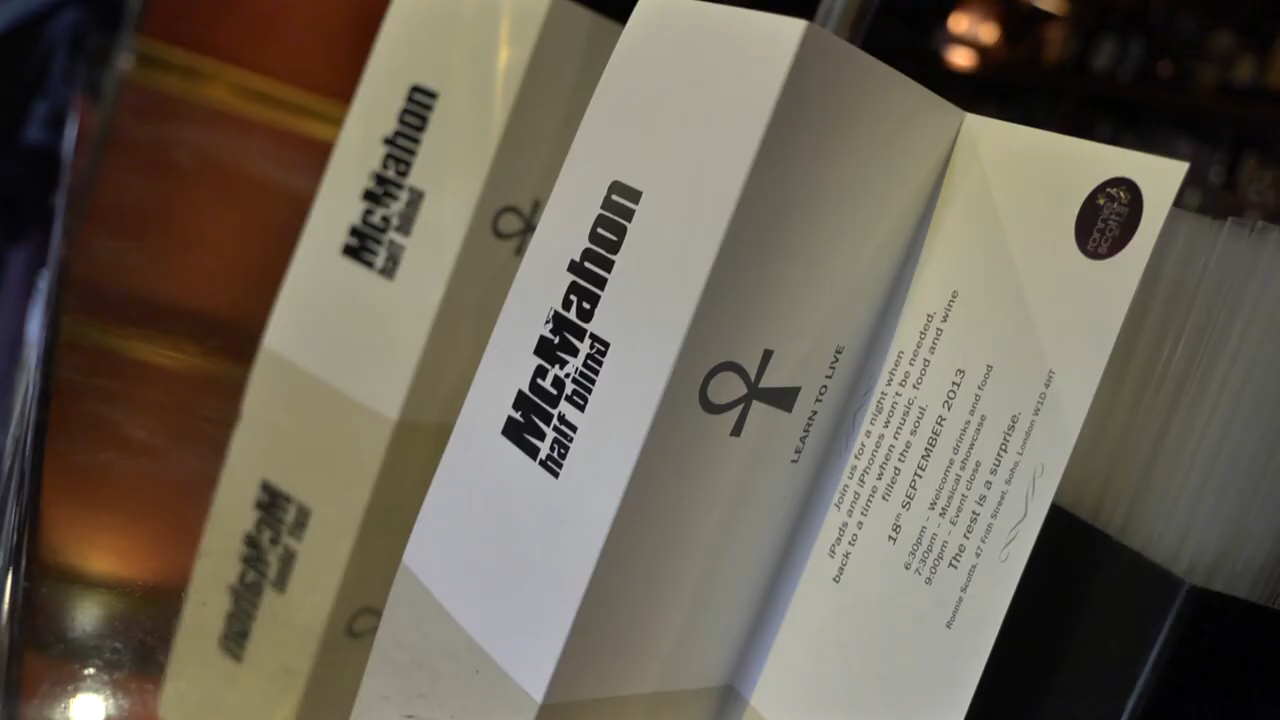 McMahon
half blind
McMahon
half blind
LEARN TO LIVE
ronnie
scott's
Join us for a night when
iPads and iPhones won't be needed.
back to a time when music, food and wine
filled the soul.
18th SEPTEMBER 2013
6:30pm - Welcome drinks and food
7:30pm - Musical showcase
9:00pm - Event close
The rest is a surprise.
Ronnie Scotts, 47 Frith Street, Soho, London W1D 4HT